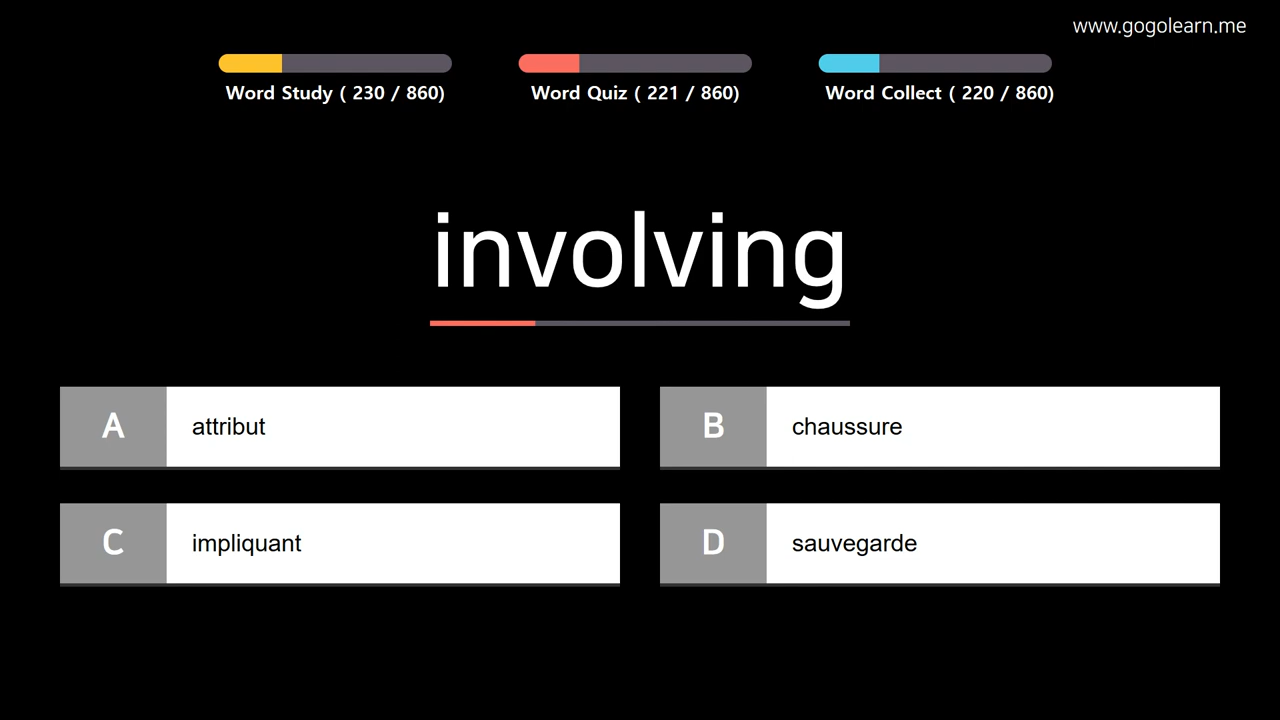 www.gogolearn.me
Word Study ( 230 / 860)
Word Quiz ( 221 / 860)
Word Collect ( 220 / 860)
involving
A attribut
B chaussure
C impliquant
D sauvegarde